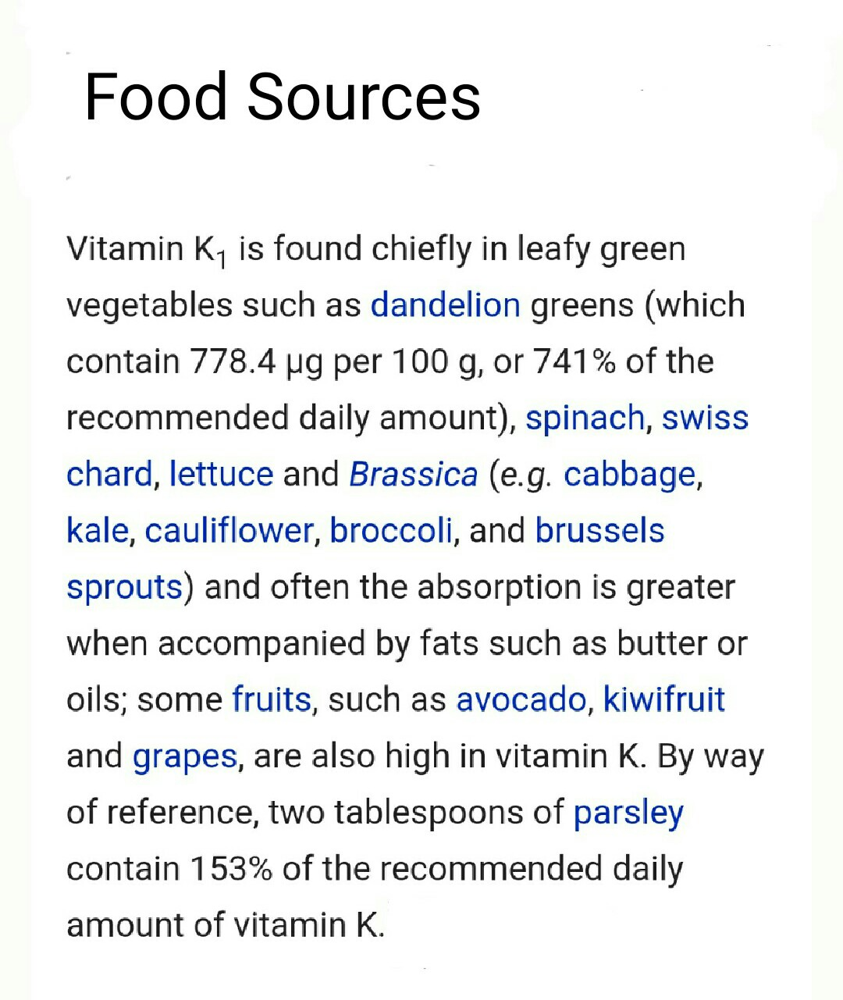 Food Sources
Vitamin K₁ is found chiefly in leafy green
vegetables such as dandelion greens (which
contain 778.4 μg per 100 g, or 741% of the
recommended daily amount), spinach, swiss
chard, lettuce and Brassica (e.g. cabbage,
kale, cauliflower, broccoli, and brussels
sprouts) and often the absorption is greater
when accompanied by fats such as butter or
oils; some fruits, such as avocado, kiwifruit
and grapes, are also high in vitamin K. By way
of reference, two tablespoons of parsley
contain 153% of the recommended daily
amount of vitamin K.